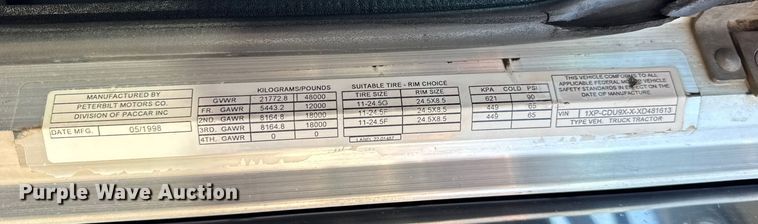 MANUFACTURED BY
PETERBILT MOTORS CO.
DIVISION OF PACCAR INC
DATE MFG. 05/1998
KILOGRAMS/POUNDS
GVWR 21772.8 48000
FR. GAWR 5443.2 12000
2ND. GAWR 8164.8 18000
3RD. GAWR 8164.8 18000
4TH. GAWR 0 0
SUITABLE TIRE - RIM CHOICE
TIRE SIZE RIM SIZE
11-24.5G 24.5X8.5
11-24.5F 24.5X8.5
11-24.5F 24.5X8.5
LABEL 22-01487
KPA COLD PSI
621 90
449 65
449 65
THIS VEHICLE CONFORMS TO ALL
APPLICABLE FEDERAL MOTOR VEHICLE
SAFETY STANDARDS IN EFFECT ON THE
DATE OF MANUFACTURE
VIN 1XP-CDU9X-X-XD481613
TYPE VEH. TRUCK TRACTOR
Purple Wave Auction